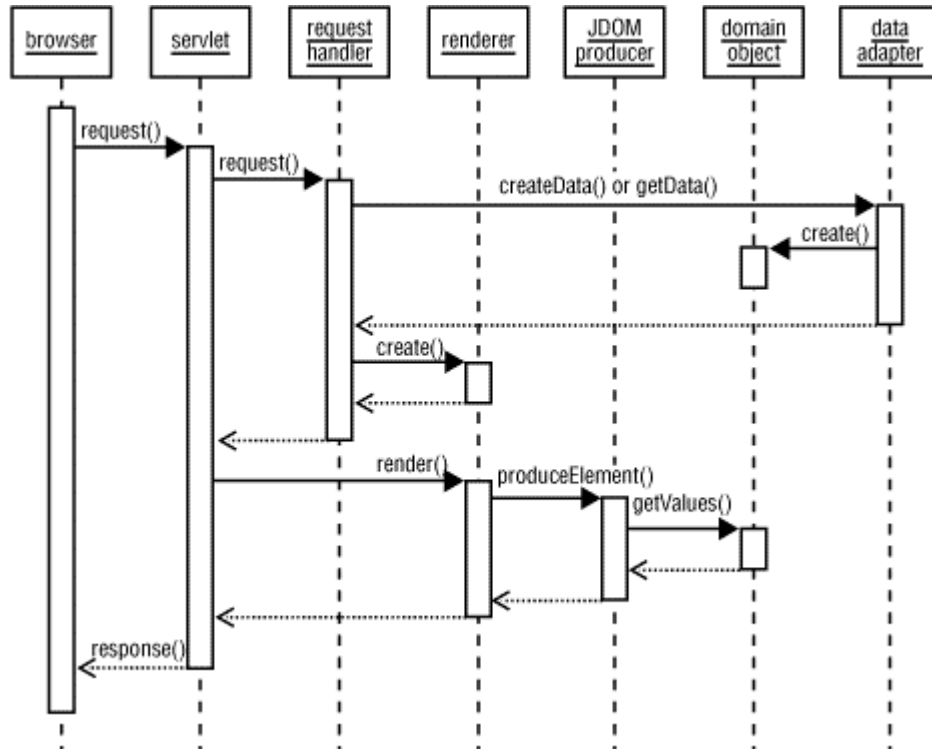 browser
servlet
request
handler
renderer
JDOM
producer
domain
object
data
adapter
request()
request()
createData() or getData()
create()
create()
render()
produceElement()
getValues()
response()